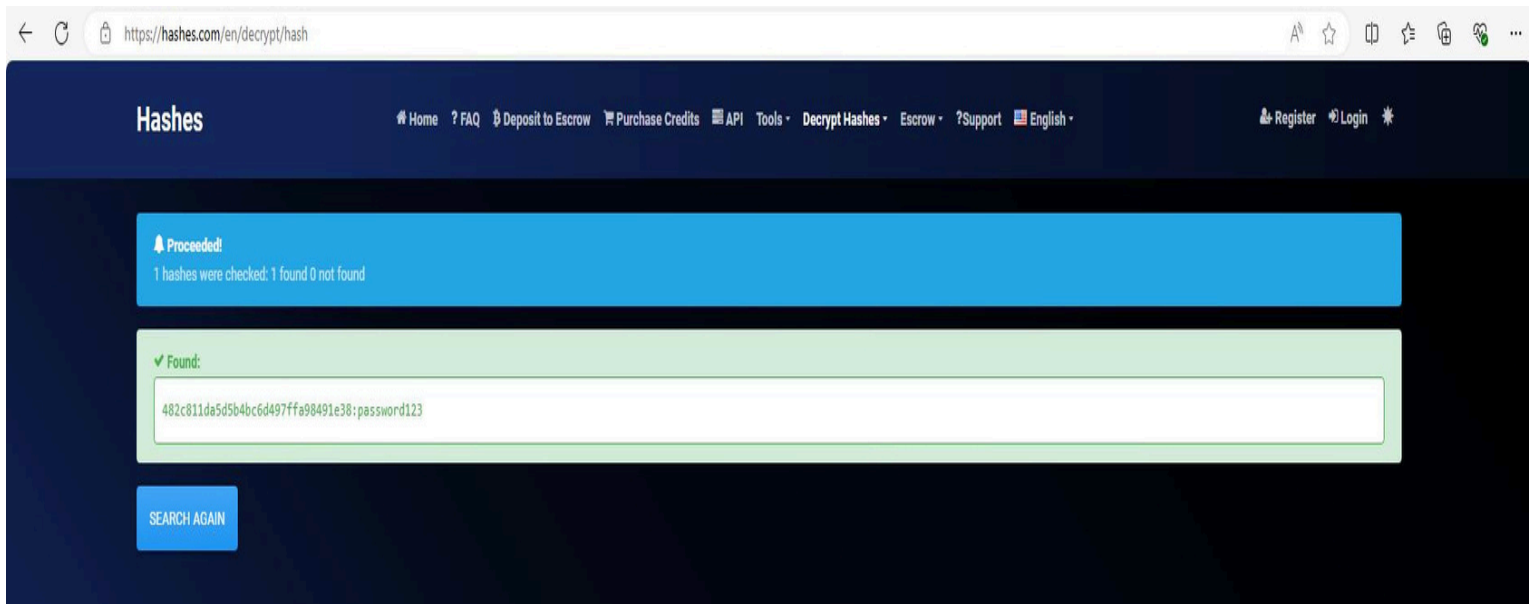 https://hashes.com/en/decrypt/hash
Hashes Home ? FAQ Deposit to Escrow Purchase Credits API Tools Decrypt Hashes Escrow ?Support English Register Login
Proceeded!
1 hashes were checked: 1 found 0 not found
Found:
482c811da5d5b4bc6d497ffa98491e38:password123
SEARCH AGAIN